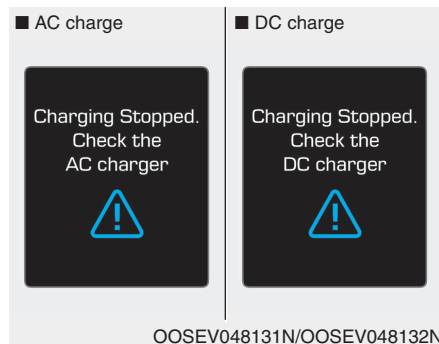 ■ AC charge
Charging Stopped.
Check the
AC charger
■ DC charge
Charging Stopped.
Check the
DC charger
OOSEV048131N/OOSEV048132N